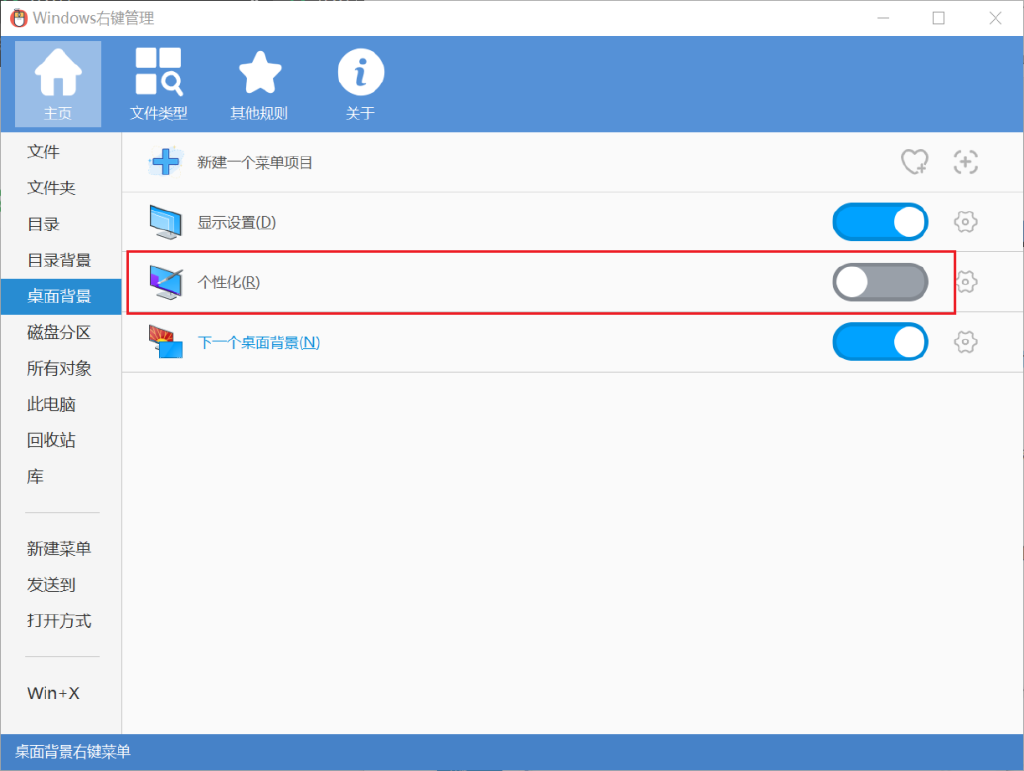 Windows右键管理
主页
文件类型
其他规则
关于
文件
文件夹
目录
目录背景
桌面背景
磁盘分区
所有对象
此电脑
回收站
库
新建菜单
发送到
打开方式
Win+X
新建一个菜单项目
显示设置(D)
个性化(R)
下一个桌面背景(N)
桌面背景右键菜单